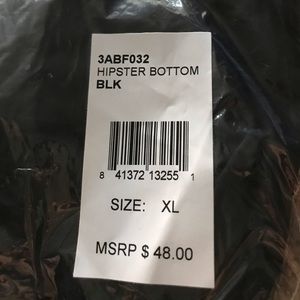 3ABF032
HIPSTER BOTTOM
BLK
8 41372 13255 1
SIZE: XL
MSRP $ 48.00